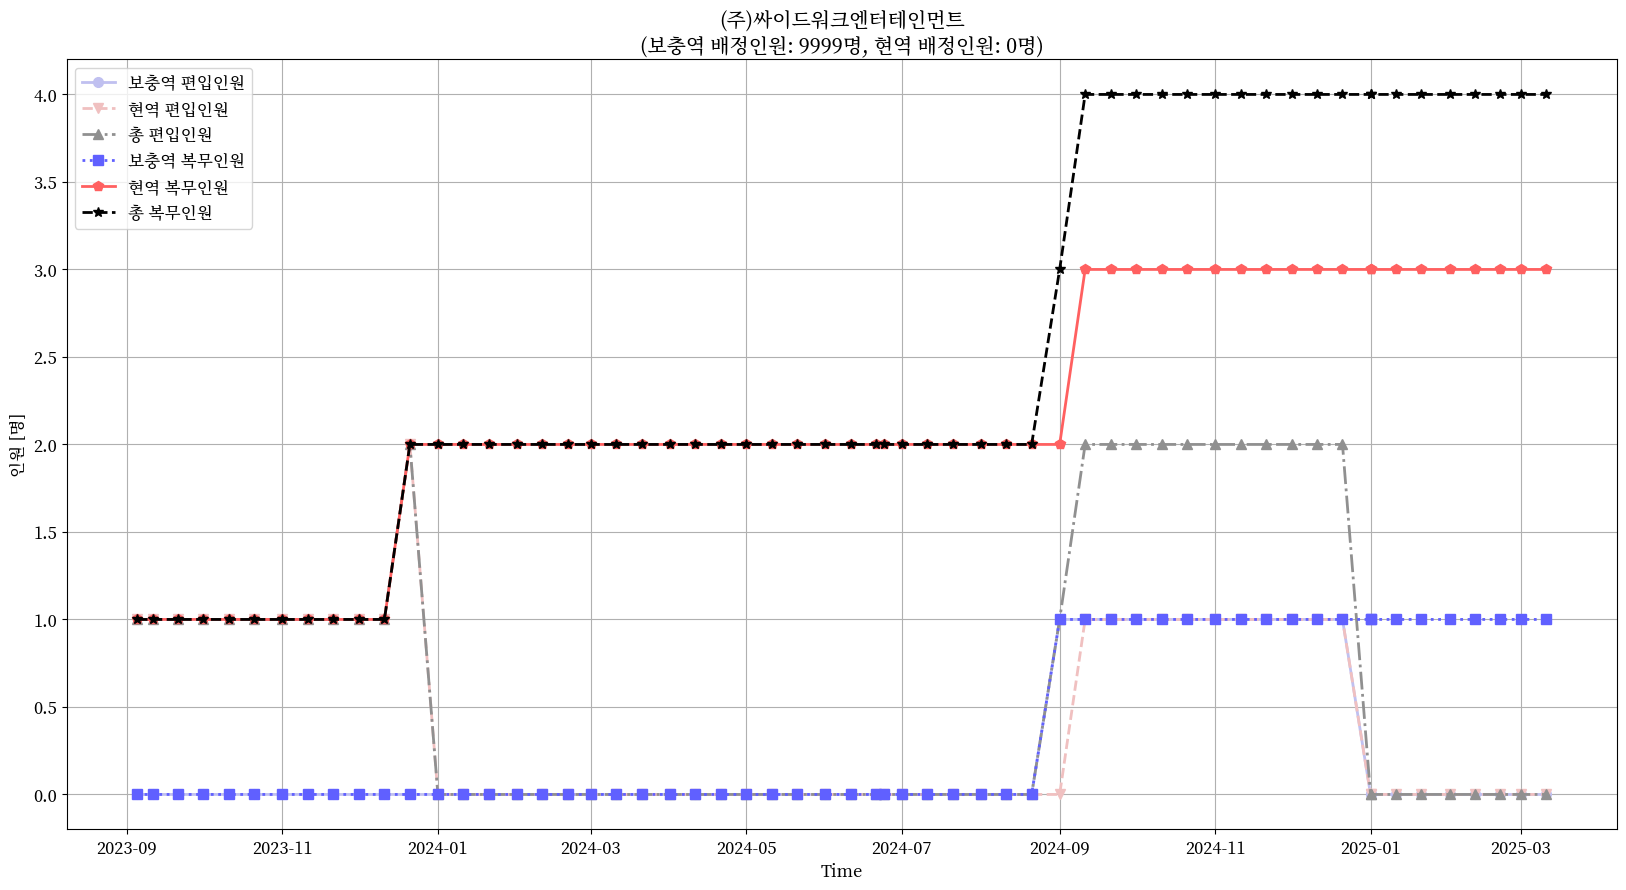 (주)싸이드워크엔터테인먼트
(보충역 배정인원: 9999명, 현역 배정인원: 0명)
보충역 편입인원
현역 편입인원
총 편입인원
보충역 복무인원
현역 복무인원
총 복무인원
4.0
3.5
3.0
2.5
2.0
1.5
1.0
0.5
0.0
인원 [명]
2023-09 2023-11 2024-01 2024-03 2024-05 2024-07 2024-09 2024-11 2025-01 2025-03
Time